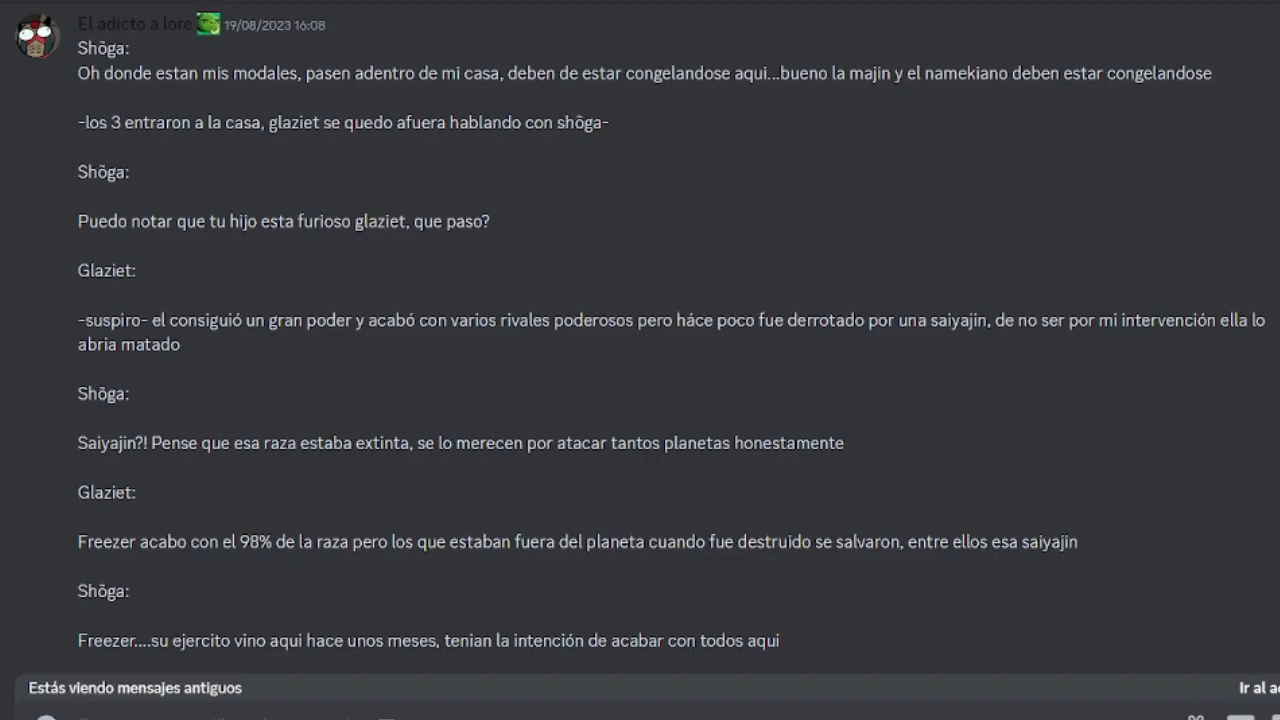 El adicto a lore 19/08/2023 16:08
Shōga:
Oh donde estan mis modales, pasen adentro de mi casa, deben de estar congelandose aqui...bueno la majin y el namekiano deben estar congelandose
-los 3 entraron a la casa, glaziet se quedo afuera hablando con shōga-
Shōga:
Puedo notar que tu hijo esta furioso glaziet, que paso?
Glaziet:
-suspiro- el consiguió un gran poder y acabó con varios rivales poderosos pero háce poco fue derrotado por una saiyajin, de no ser por mi intervención ella lo
abria matado
Shōga:
Saiyajin?! Pense que esa raza estaba extinta, se lo merecen por atacar tantos planetas honestamente
Glaziet:
Freezer acabo con el 98% de la raza pero los que estaban fuera del planeta cuando fue destruido se salvaron, entre ellos esa saiyajin
Shōga:
Freezer....su ejercito vino aqui hace unos meses, tenian la intención de acabar con todos aqui
Estás viendo mensajes antiguos
Ir al